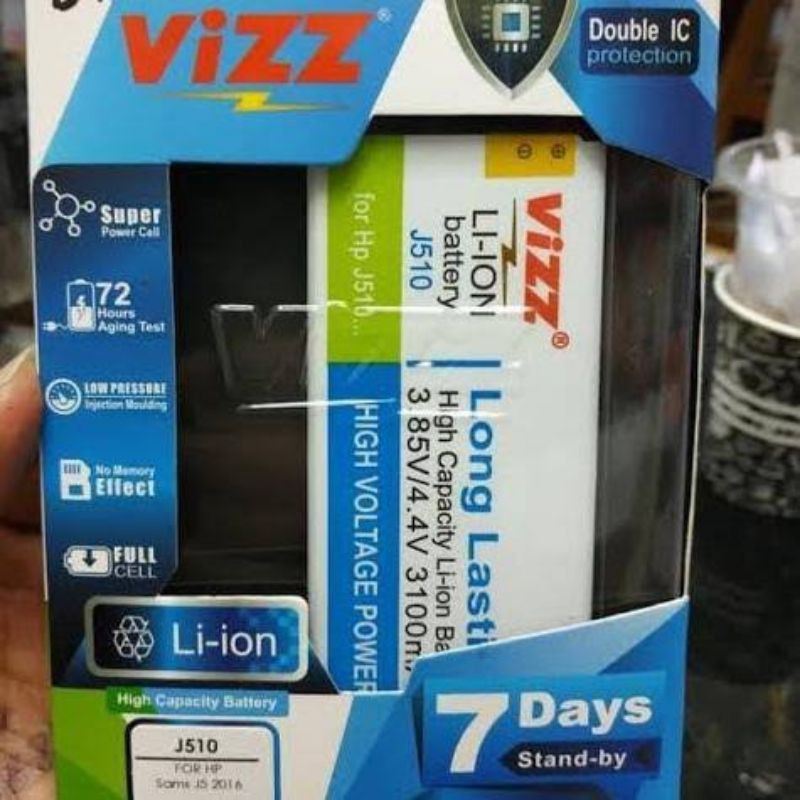 ViZZ®
Double IC
protection
Super
Power Cell
72
Hours
Aging Test
LOW PRESSURE
Injection Moulding
No Memory
Effect
FULL
CELL
ViZZ®
LI-ION
battery
J510
for Hp J510...
Long Lasti
High Capacity Li-ion Ba
3.85V/4.4V 3100m
HIGH VOLTAGE POWER
Li-ion
High Capacity Battery
J510
FOR HP
Sams J5 2016
7 Days
Stand-by